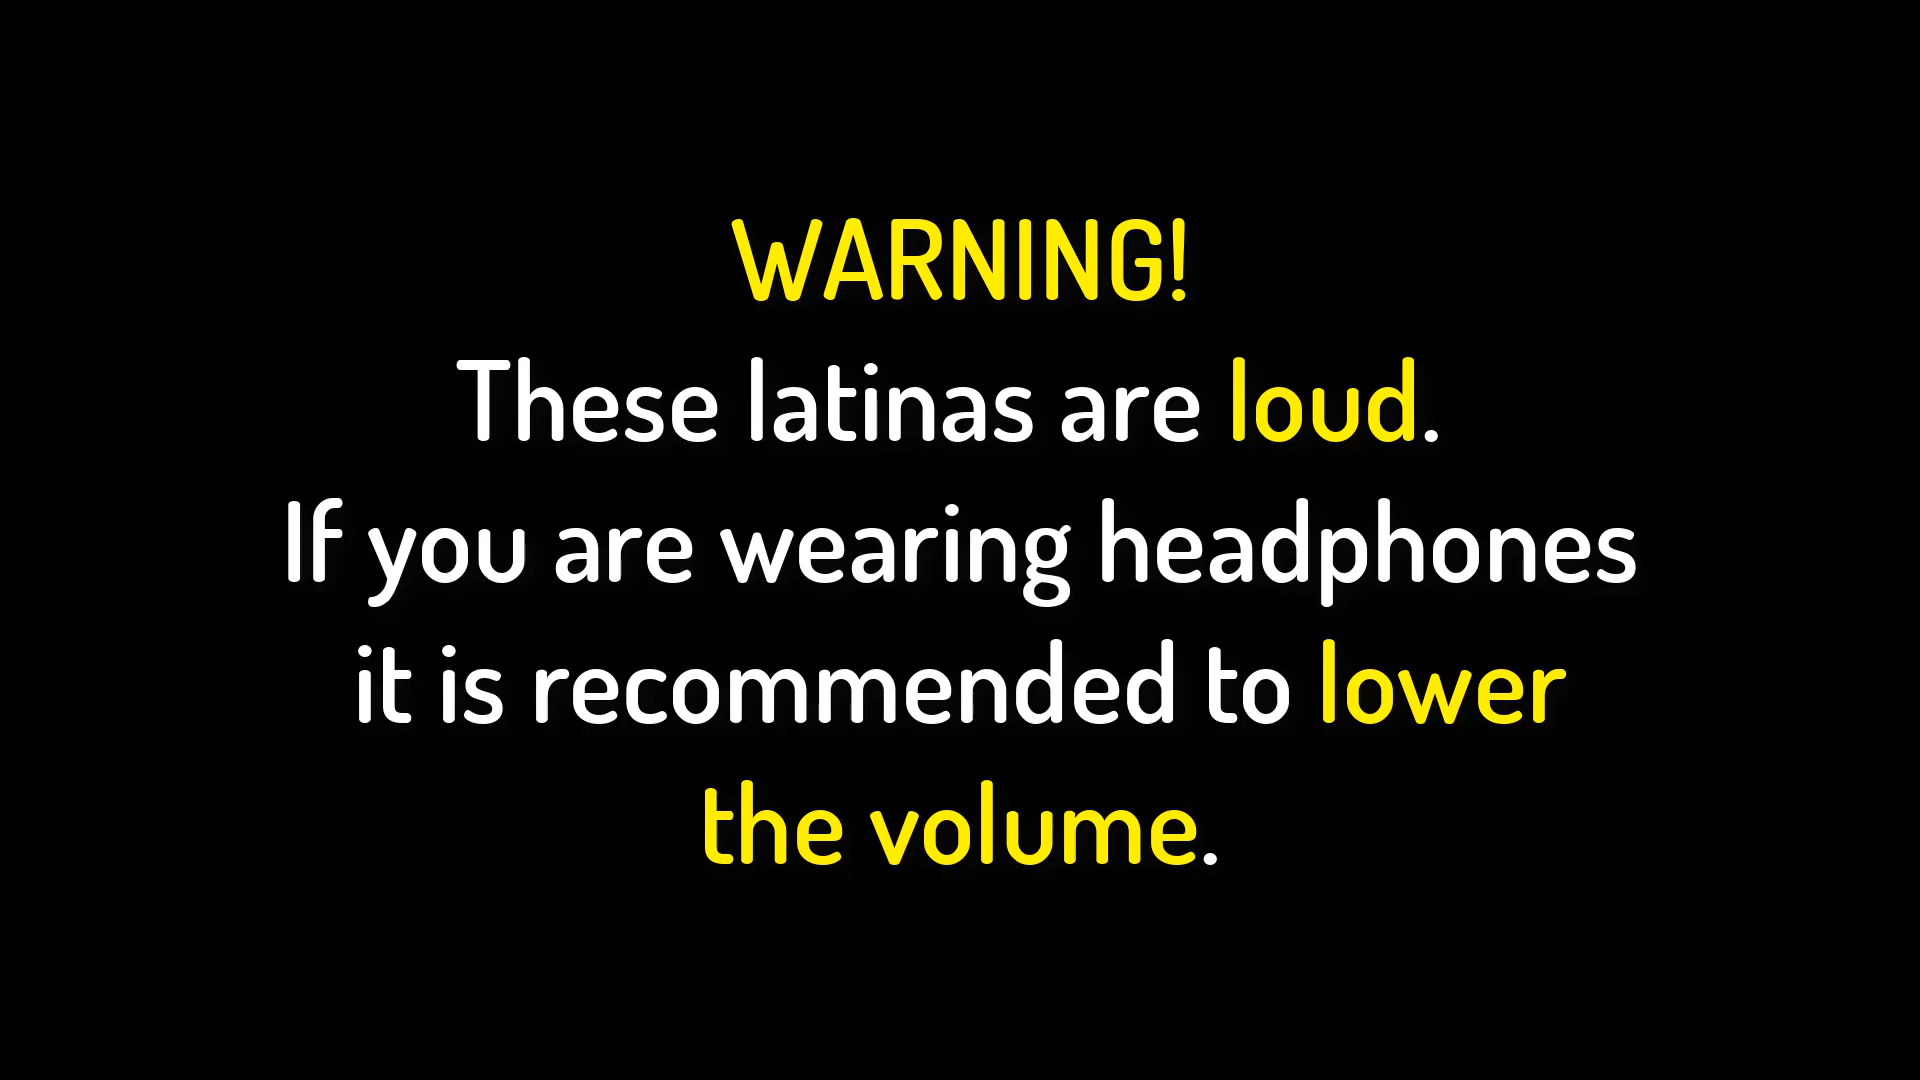 WARNING!
These latinas are loud.
If you are wearing headphones
it is recommended to lower
the volume.